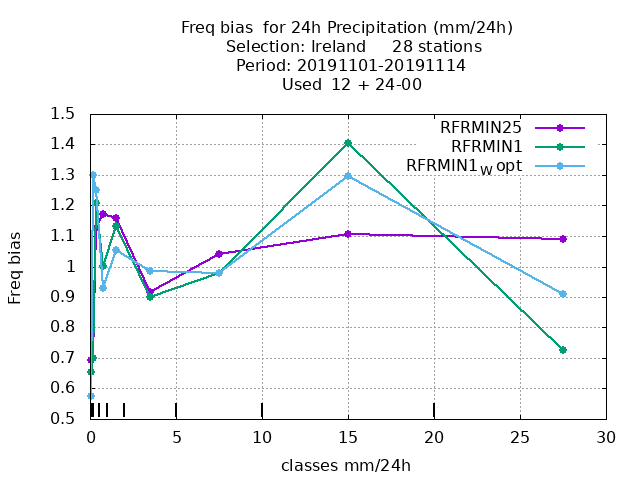 Freq bias  for 24h Precipitation (mm/24h)
Selection: Ireland     28 stations
Period: 20191101-20191114
Used  12 + 24-00
RFRMIN25
RFRMIN1
RFRMIN1W opt
1.5
1.4
1.3
1.2
1.1
1
0.9
0.8
0.7
0.6
0.5
Freq bias
0 5 10 15 20 25 30
classes mm/24h